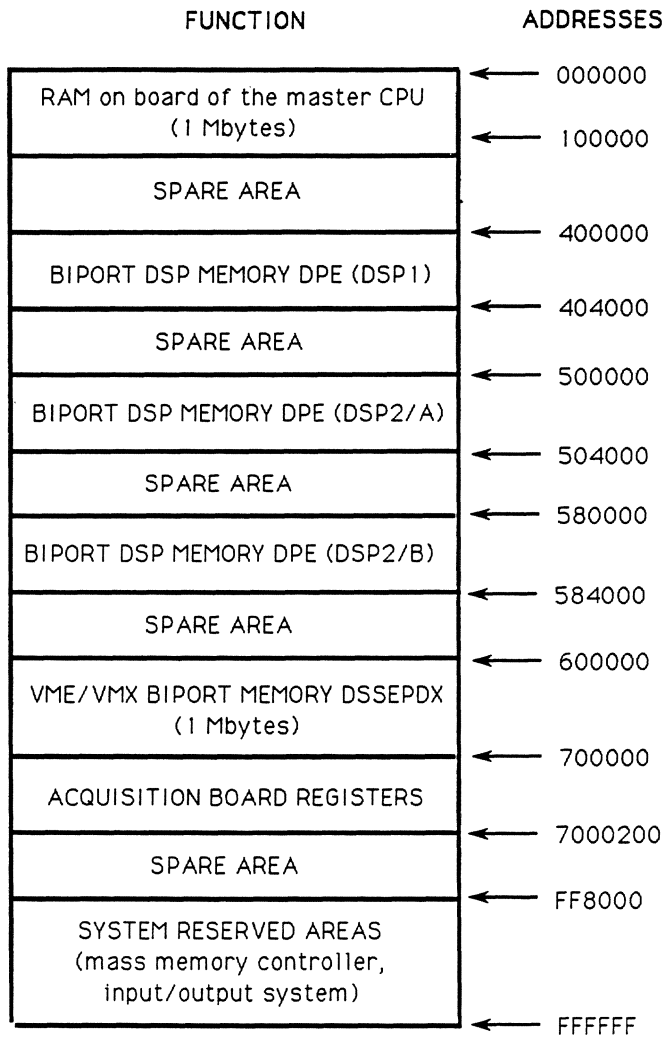 FUNCTION ADDRESSES
000000
RAM on board of the master CPU
(1 Mbytes)
100000
SPARE AREA
400000
BIPORT DSP MEMORY DPE (DSP1)
404000
SPARE AREA
500000
BIPORT DSP MEMORY DPE (DSP2/A)
504000
SPARE AREA
580000
BIPORT DSP MEMORY DPE (DSP2/B)
584000
SPARE AREA
600000
VME/VMX BIPORT MEMORY DSSEPDX
(1 Mbytes)
700000
ACQUISITION BOARD REGISTERS
7000200
SPARE AREA
FF8000
SYSTEM RESERVED AREAS
(mass memory controller,
input/output system)
FFFFFF